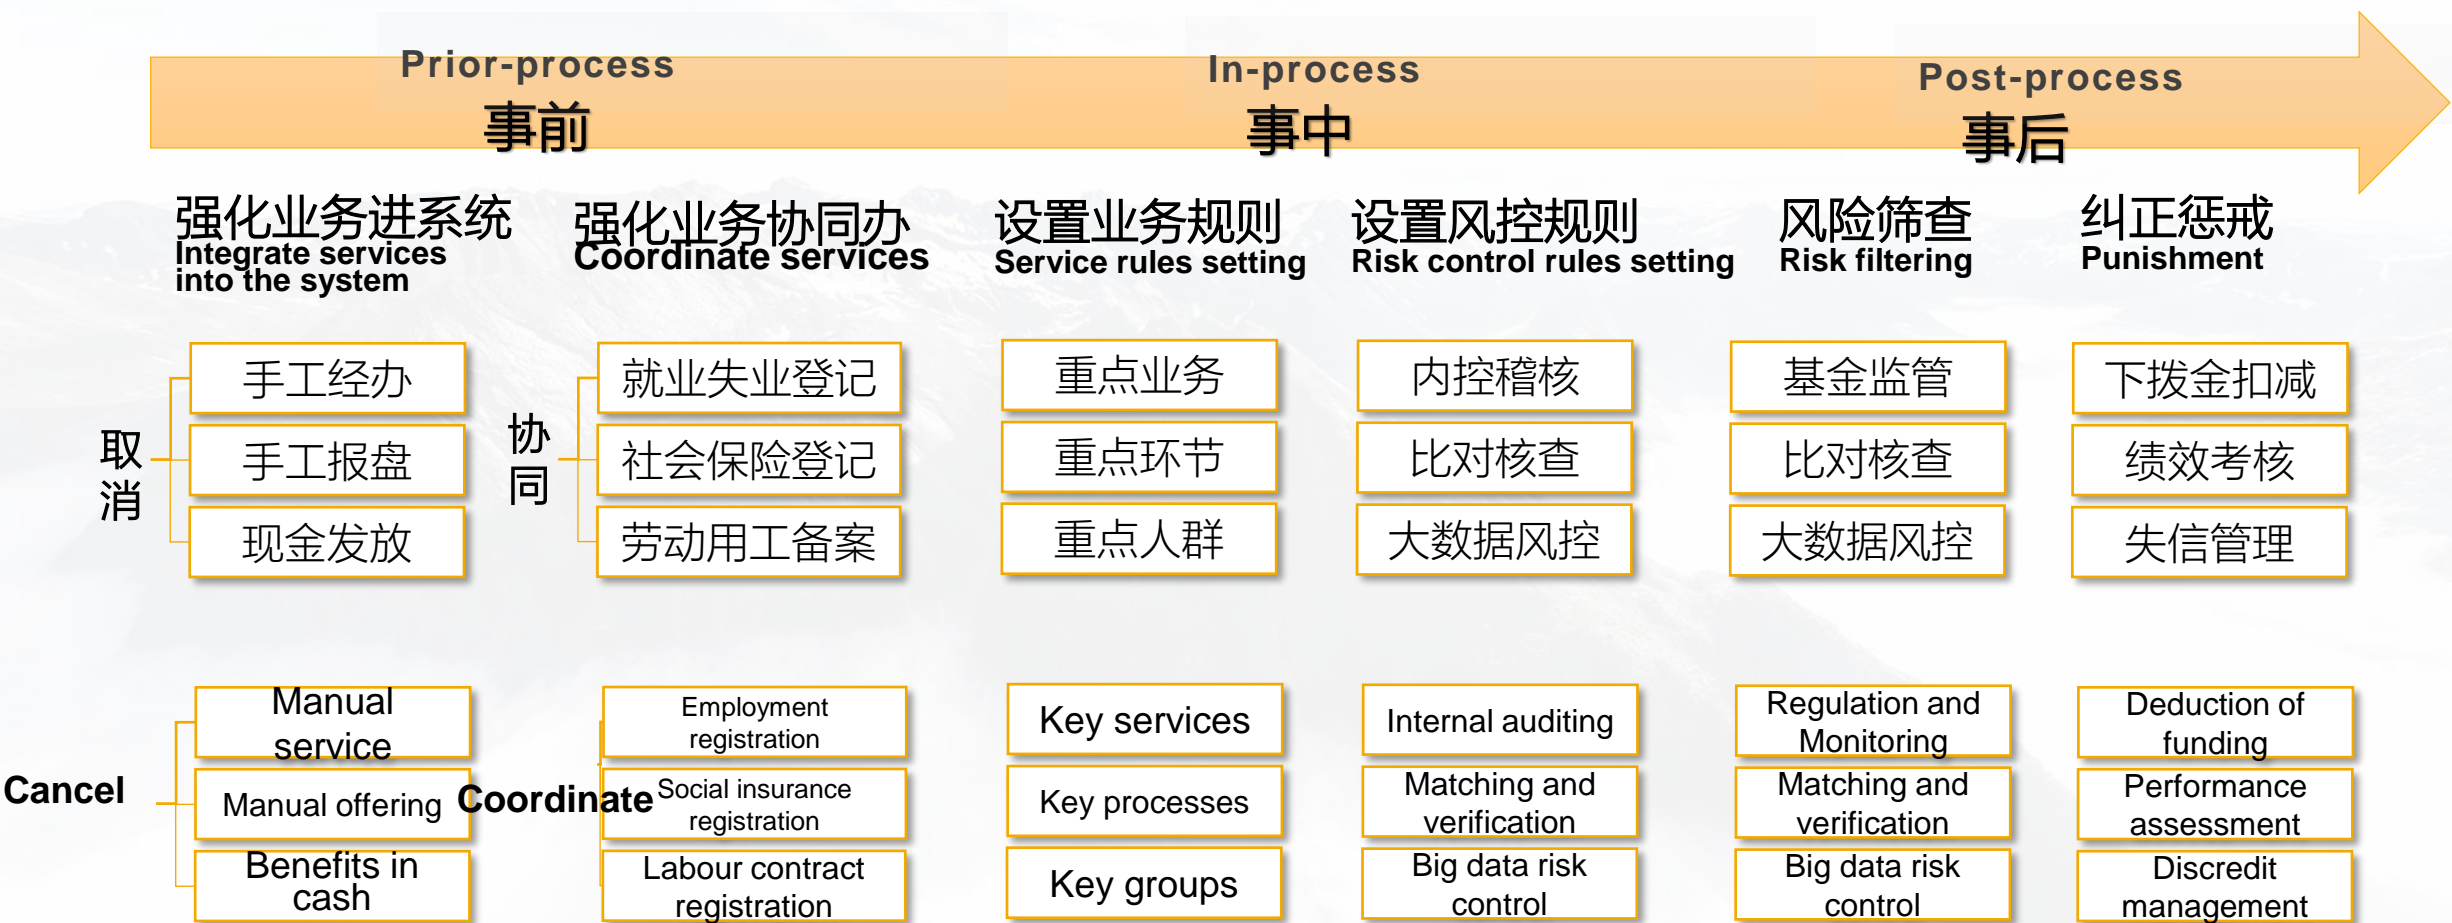 Prior-process
事前
In-process
事中
Post-process
事后
强化业务进系统
Integrate services
into the system
强化业务协同办
Coordinate services
设置业务规则
Service rules setting
设置风控规则
Risk control rules setting
风险筛查
Risk filtering
纠正惩戒
Punishment
取
消
手工经办
手工报盘
现金发放
协
同
就业失业登记
社会保险登记
劳动用工备案
重点业务
重点环节
重点人群
内控稽核
比对核查
大数据风控
基金监管
比对核查
大数据风控
下拨金扣减
绩效考核
失信管理
Cancel
Manual
service
Manual offering
Benefits in
cash
Coordinate
Employment
registration
Social insurance
registration
Labour contract
registration
Key services
Key processes
Key groups
Internal auditing
Matching and
verification
Big data risk
control
Regulation and
Monitoring
Matching and
verification
Big data risk
control
Deduction of
funding
Performance
assessment
Discredit
management